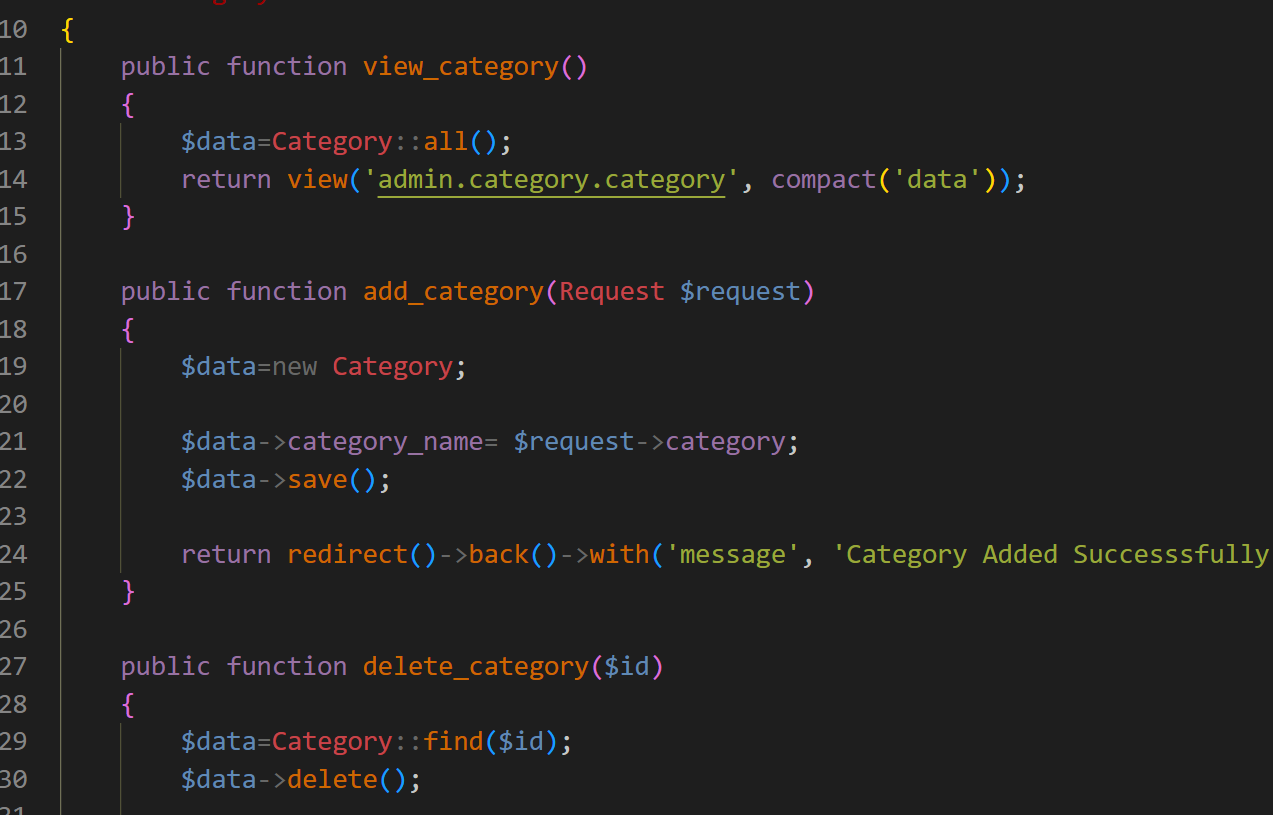 10 {
11 public function view_category()
12 {
13 $data=Category::all();
14 return view('admin.category.category', compact('data'));
15 }
16
17 public function add_category(Request $request)
18 {
19 $data=new Category;
20
21 $data->category_name= $request->category;
22 $data->save();
23
24 return redirect()->back()->with('message', 'Category Added Successsfully
25 }
26
27 public function delete_category($id)
28 {
29 $data=Category::find($id);
30 $data->delete();